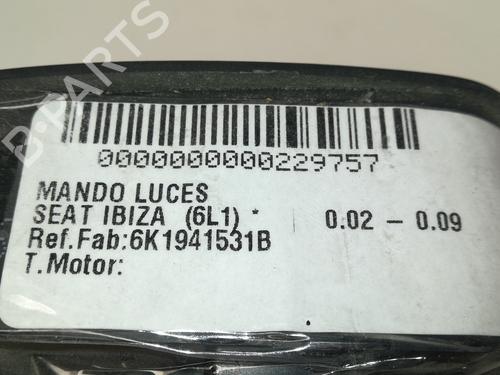 B-PARTS
0000000000229757
MANDO LUCES
SEAT IBIZA (6L1) * 0.02 - 0.09
Ref.Fab:6K1941531B
T.Motor: